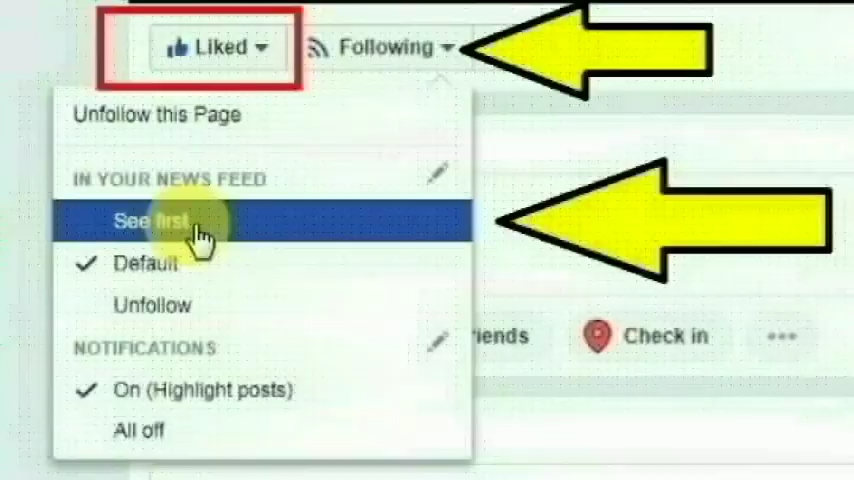 Liked Following
Unfollow this Page
IN YOUR NEWS FEED
See first
Default
Unfollow
riends Check in
NOTIFICATIONS
On (Highlight posts)
All off